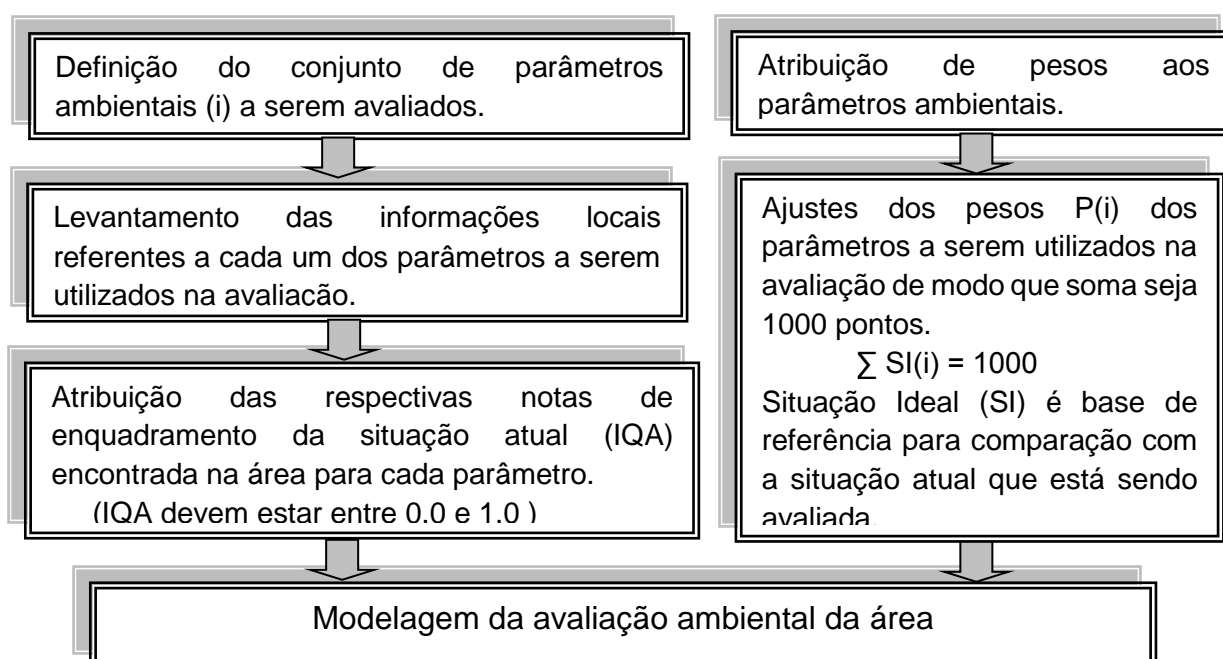 Definição do conjunto de parâmetros
ambientais (i) a serem avaliados.
Levantamento das informações locais
referentes a cada um dos parâmetros a serem
utilizados na avaliacão.
Atribuição das respectivas notas de
enquadramento da situação atual (IQA)
encontrada na área para cada parâmetro.
(IQA devem estar entre 0.0 e 1.0 )
Atribuição de pesos aos
parâmetros ambientais.
Ajustes dos pesos P(i) dos
parâmetros a serem utilizados na
avaliação de modo que soma seja
1000 pontos.
∑ SI(i) = 1000
Situação Ideal (SI) é base de
referência para comparação com
a situação atual que está sendo
avaliada.
Modelagem da avaliação ambiental da área